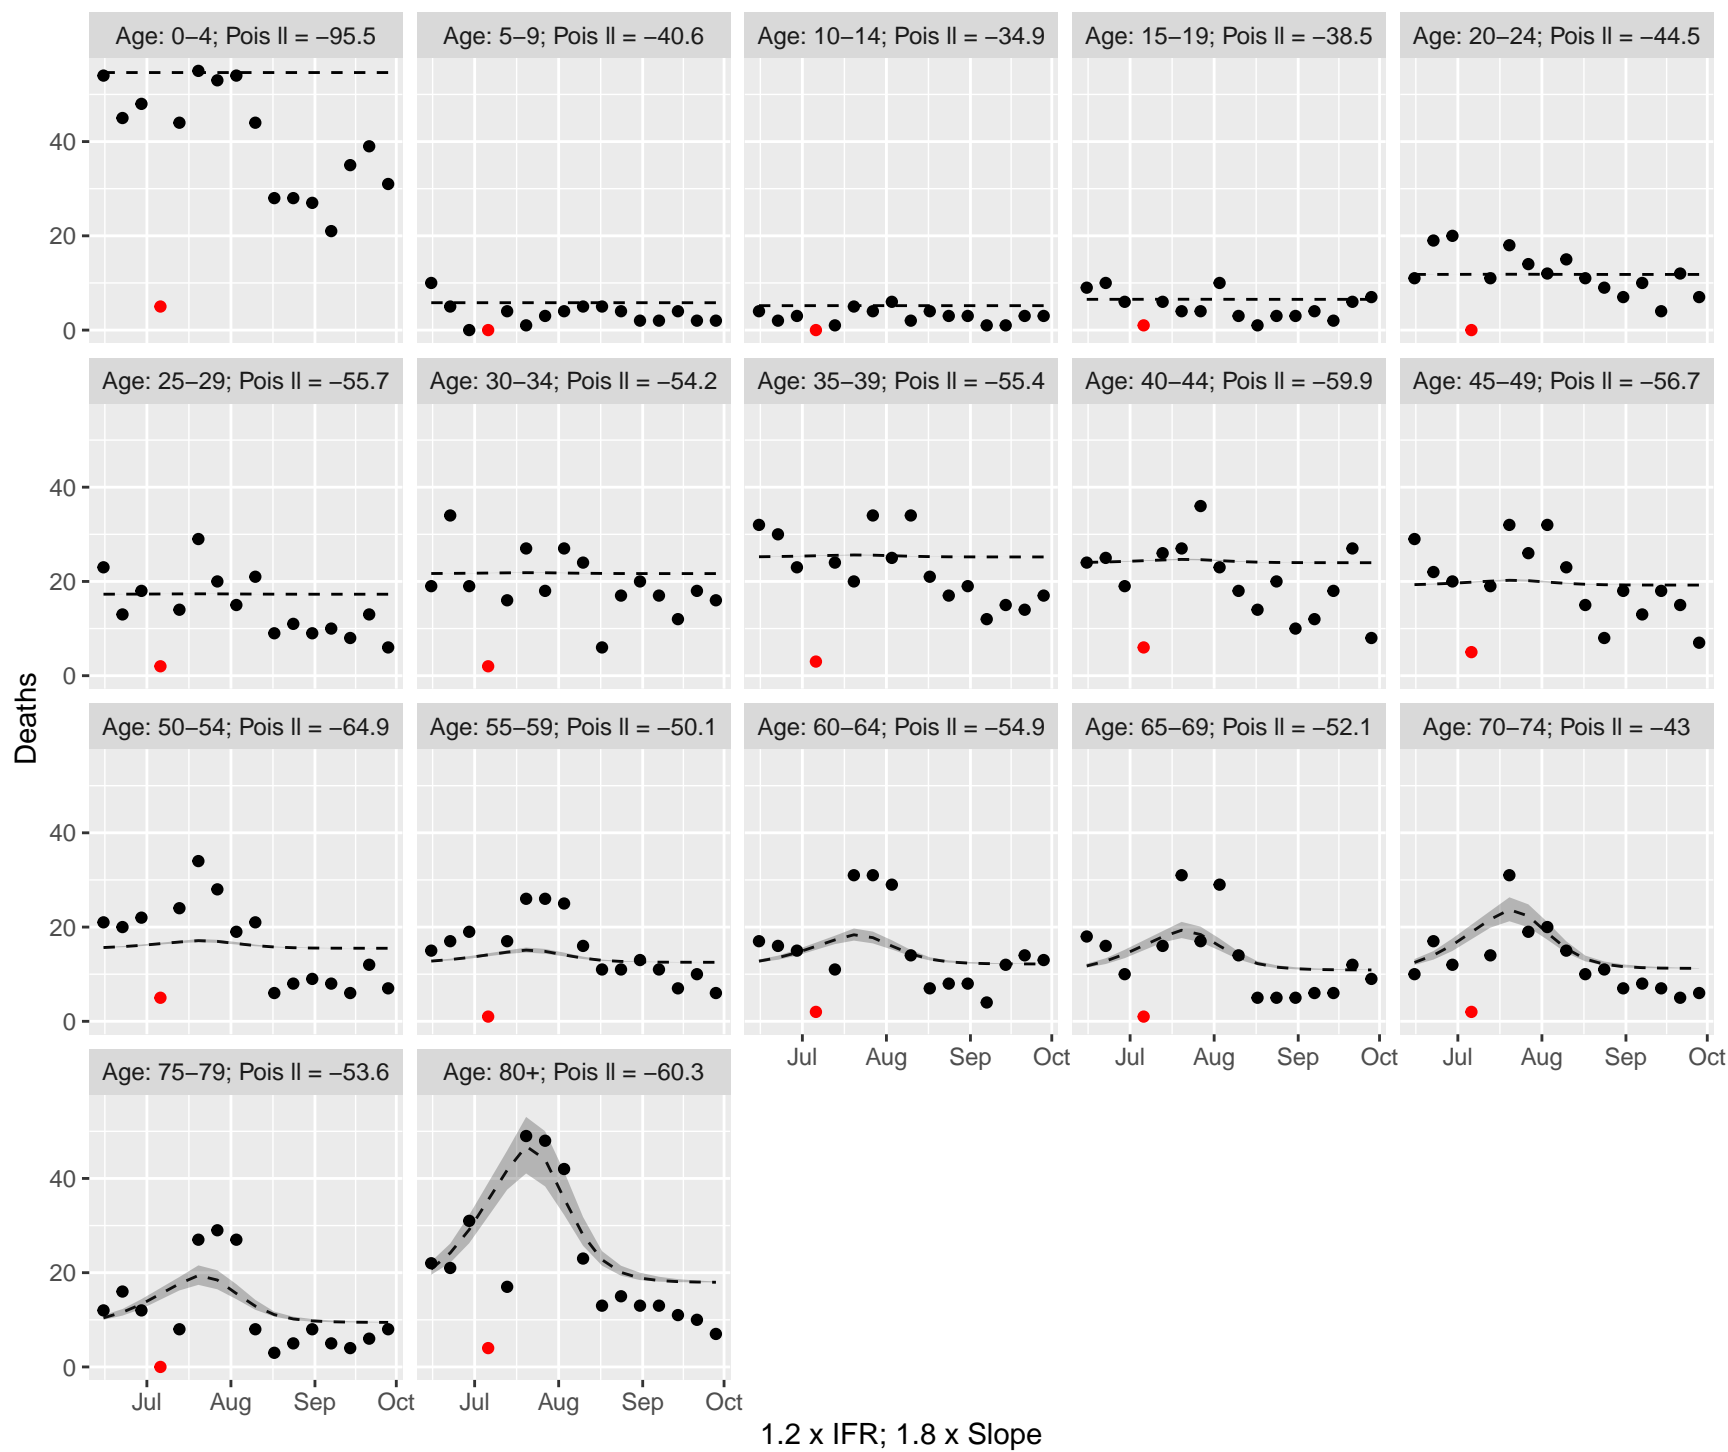 Age: 0–4; Pois ll = −95.5
Age: 5–9; Pois ll = −40.6
Age: 10–14; Pois ll = −34.9
Age: 15–19; Pois ll = −38.5
Age: 20–24; Pois ll = −44.5
40
20
0
Age: 25–29; Pois ll = −55.7
Age: 30–34; Pois ll = −54.2
Age: 35–39; Pois ll = −55.4
Age: 40–44; Pois ll = −59.9
Age: 45–49; Pois ll = −56.7
40
20
0
Deaths
Age: 50–54; Pois ll = −64.9
Age: 55–59; Pois ll = −50.1
Age: 60–64; Pois ll = −54.9
Age: 65–69; Pois ll = −52.1
Age: 70–74; Pois ll = −43
40
20
0
Jul Aug Sep Oct
Jul Aug Sep Oct
Jul Aug Sep Oct
Age: 75–79; Pois ll = −53.6
Age: 80+; Pois ll = −60.3
40
20
0
Jul Aug Sep Oct
Jul Aug Sep Oct
1.2 x IFR; 1.8 x Slope